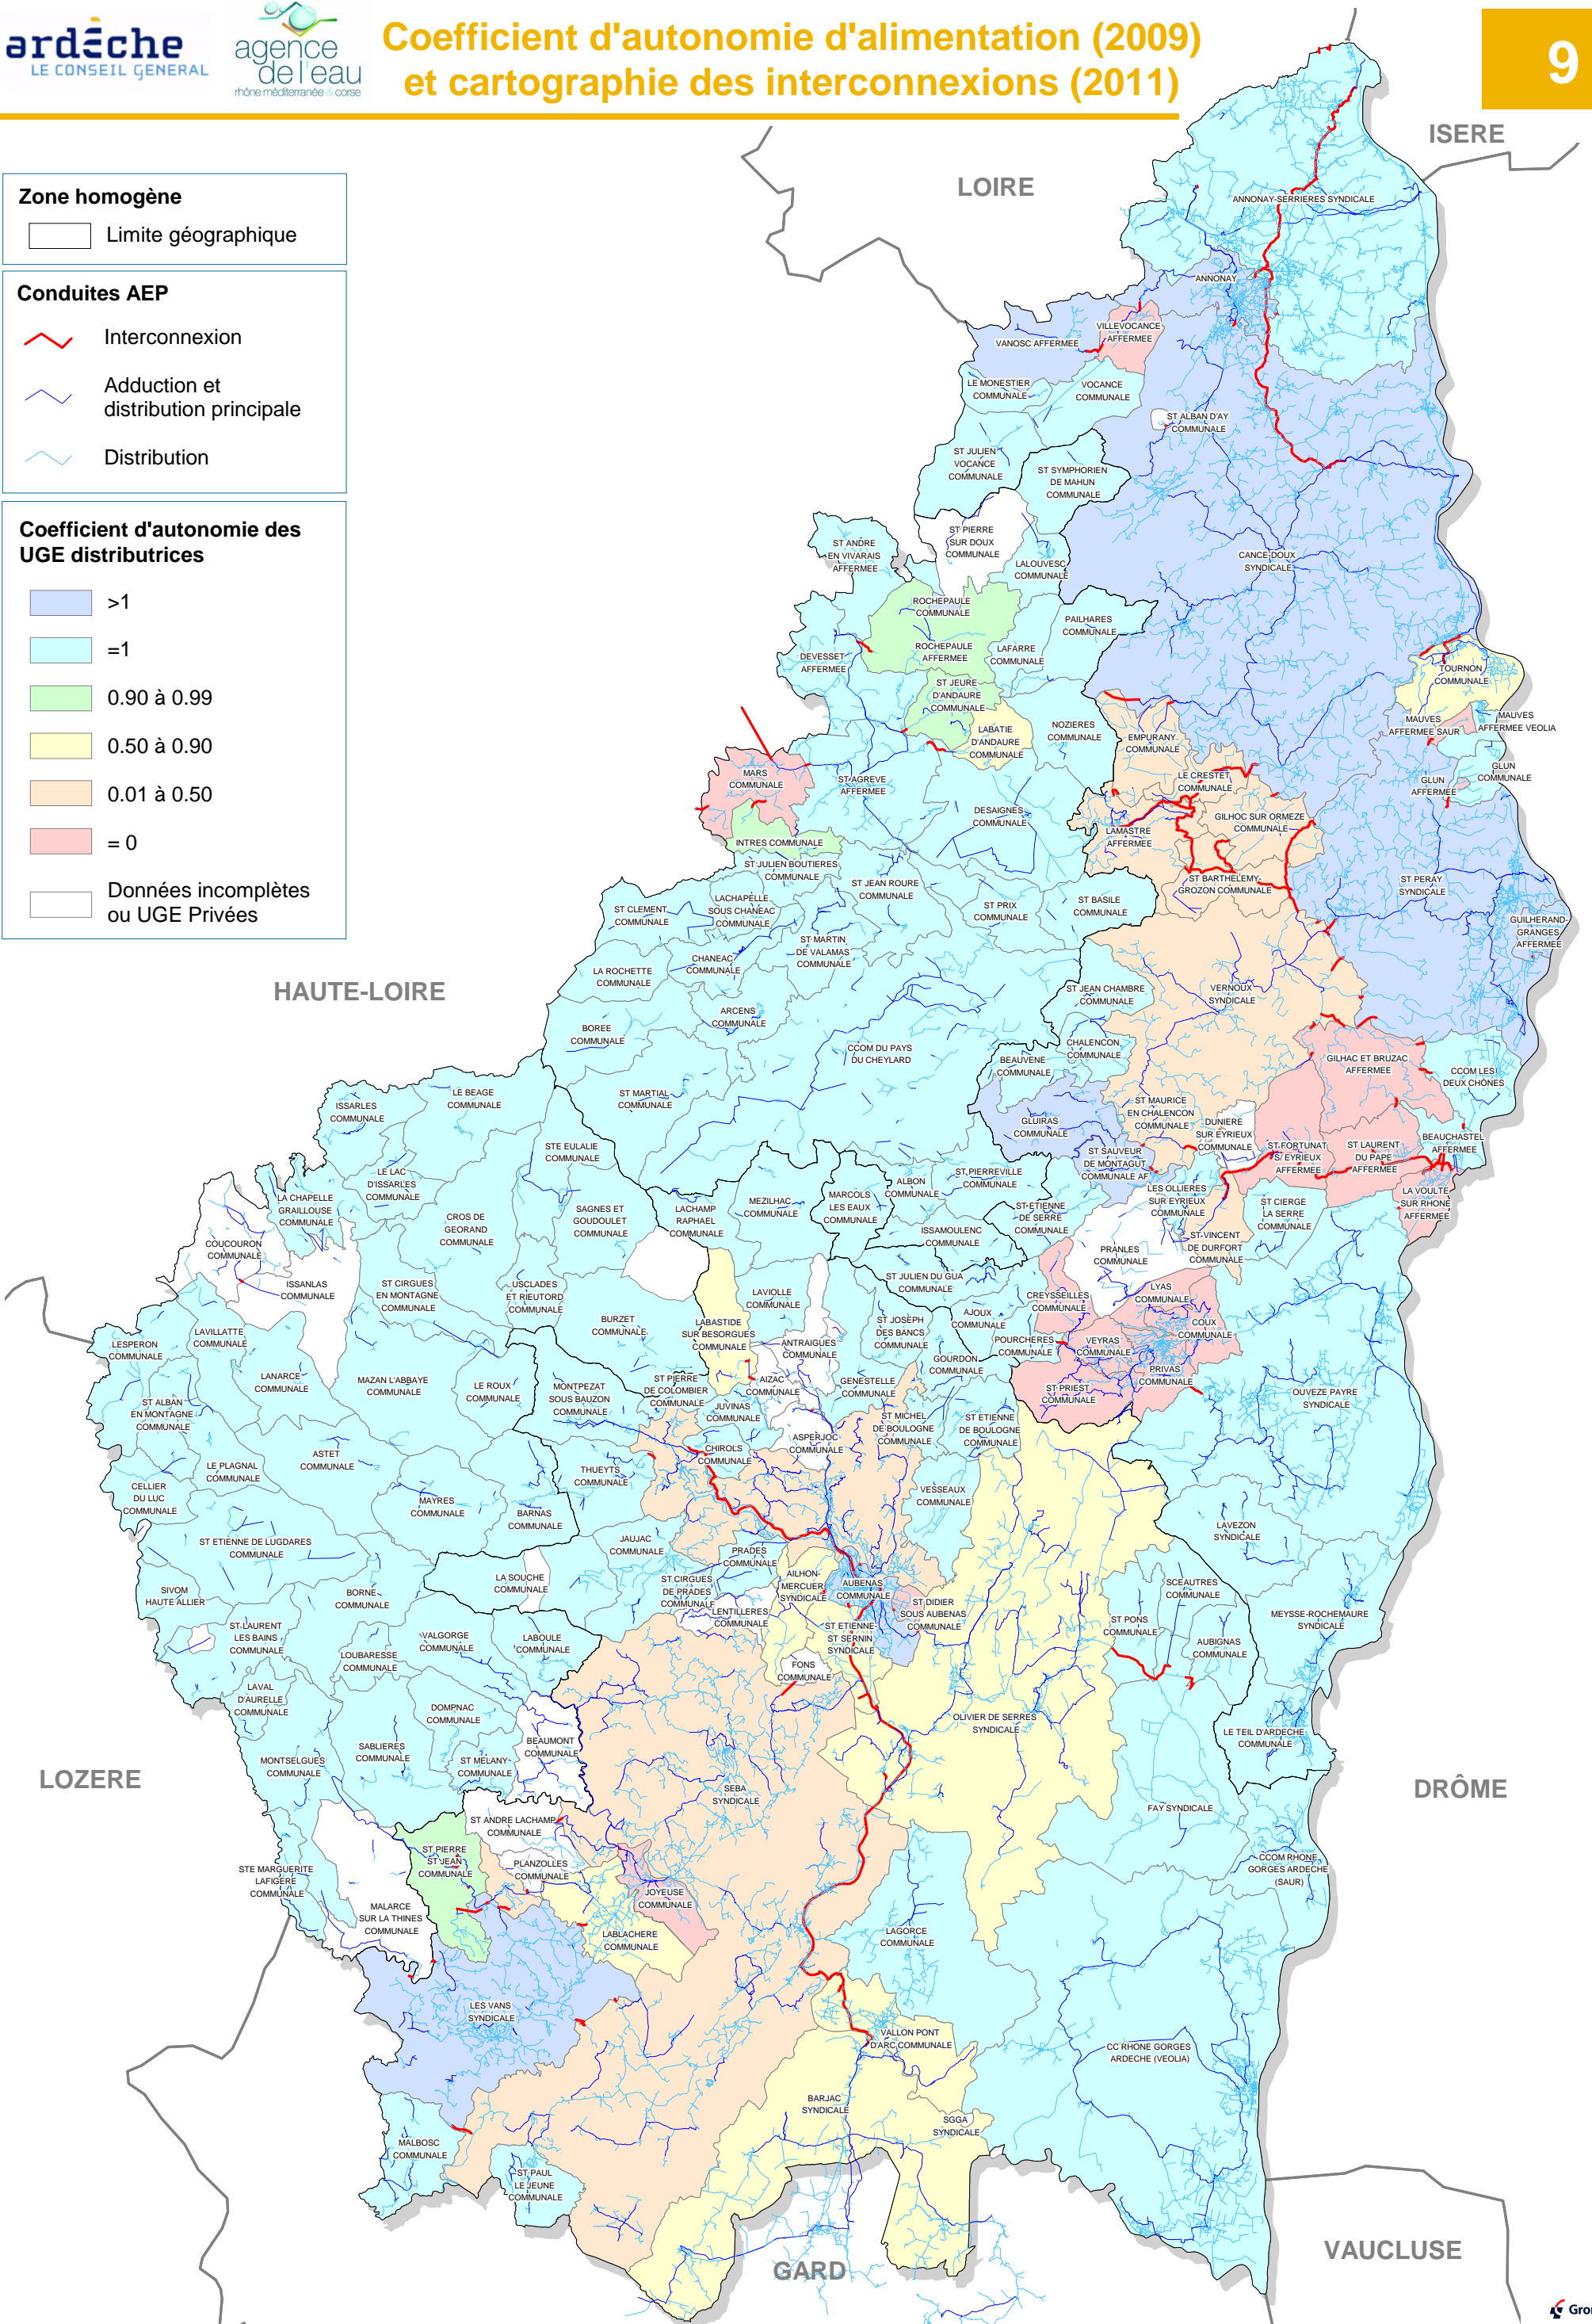 ardèche
LE CONSEIL GENERAL
agence
de l'eau
rhône méditerranée & corse
Coefficient d'autonomie d'alimentation (2009)
et cartographie des interconnexions (2011)
9
Zone homogène
Limite géographique
Conduites AEP
Interconnexion
Adduction et
distribution principale
Distribution
Coefficient d'autonomie des
UGE distributrices
>1
=1
0.90 à 0.99
0.50 à 0.90
0.01 à 0.50
= 0
Données incomplètes
ou UGE Privées
ISERE
LOIRE
HAUTE-LOIRE
LOZERE
DRÔME
GARD
VAUCLUSE
ANNONAY-SERRIERES SYNDICALE
ANNONAY
VILLEVOCANCE
AFFERMEE
VANOSC AFFERMEE
LE MONESTIER
COMMUNALE
VOCANCE
COMMUNALE
ST ALBAN D'AY
COMMUNALE
ST JULIEN
VOCANCE
COMMUNALE
ST SYMPHORIEN
DE MAHUN
COMMUNALE
ST PIERRE
SUR DOUX
COMMUNALE
ST ANDRE
EN VIVARAIS
AFFERMEE
LALOUVESC
COMMUNALE
CANCE-DOUX
SYNDICALE
ROCHEPAULE
COMMUNALE
PAILHARES
COMMUNALE
ROCHEPAULE
AFFERMEE
LAFARRE
COMMUNALE
DEVESSET
AFFERMEE
TOURNON
COMMUNALE
ST JEURE
D'ANDAURE
COMMUNALE
LABATIE
D'ANDAURE
COMMUNALE
NOZIERES
COMMUNALE
EMPURANY
COMMUNALE
MAUVES
AFFERMEE SAUR
MAUVES
AFFERMEE VEOLIA
MARS
COMMUNALE
ST AGREVE
AFFERMEE
LE CRESTET
COMMUNALE
GLUN
COMMUNALE
GLUN
AFFERMEE
DESAIGNES
COMMUNALE
GILHOC SUR ORMEZE
COMMUNALE
LAMASTRE
AFFERMEE
INTRES COMMUNALE
ST JULIEN BOUTIERES
COMMUNALE
ST JEAN ROURE
COMMUNALE
ST BARTHELEMY-
GROZON COMMUNALE
ST PERAY
SYNDICALE
LACHAPELLE
SOUS CHANEAC
COMMUNALE
ST CLEMENT
COMMUNALE
ST PRIX
COMMUNALE
ST BASILE
COMMUNALE
GUILHERAND-
GRANGES
AFFERMEE
ST MARTIN
DE VALAMAS
COMMUNALE
CHANEAC
COMMUNALE
LA ROCHETTE
COMMUNALE
ST JEAN CHAMBRE
COMMUNALE
VERNOUX
SYNDICALE
ARCENS
COMMUNALE
BOREE
COMMUNALE
CCOM DU PAYS
DU CHEYLARD
CHALENCON
COMMUNALE
BEAUVENE
COMMUNALE
GILHAC ET BRUZAC
AFFERMEE
CCOM LES
DEUX CHÔNES
LE BEAGE
COMMUNALE
ST MARTIAL
COMMUNALE
ISSARLES
COMMUNALE
ST MAURICE
EN CHALENCON
COMMUNALE
GLUIRAS
COMMUNALE
DUNIERE
SUR EYRIEUX
COMMUNALE
STE EULALIE
COMMUNALE
ST SAUVEUR
DE MONTAGUT
COMMUNALE AF
ST FORTUNAT
S/ EYRIEUX
AFFERMEE
ST LAURENT
DU PAPE
AFFERMEE
BEAUCHASTEL
AFFERMEE
LE LAC
D'ISSARLES
COMMUNALE
LA CHAPELLE
GRAILLOUSE
COMMUNALE
ALBON
COMMUNALE
ST PIERREVILLE
COMMUNALE
MEZILHAC
COMMUNALE
MARCOLS
LES EAUX
COMMUNALE
LES OLLIERES
SUR EYRIEUX
COMMUNALE
LA VOULTE
SUR RHONE
AFFERMEE
ST CIERGE
LA SERRE
COMMUNALE
SAGNES ET
GOUDOULET
COMMUNALE
LACHAMP
RAPHAEL
COMMUNALE
ST ETIENNE
DE SERRE
COMMUNALE
CROS DE
GEORAND
COMMUNALE
ISSAMOULENC
COMMUNALE
ST VINCENT
DE DURFORT
COMMUNALE
PRANLES
COMMUNALE
COUCOURON
COMMUNALE
ISSANLAS
COMMUNALE
ST CIRGUES
EN MONTAGNE
COMMUNALE
USCLADES
ET RIEUTORD
COMMUNALE
LAVIOLLE
COMMUNALE
ST JULIEN DU GUA
COMMUNALE
CREYSSEILLES
COMMUNALE
LYAS
COMMUNALE
AJOUX
COMMUNALE
COUX
COMMUNALE
BURZET
COMMUNALE
LABASTIDE
SUR BESORGUES
COMMUNALE
ST JOSEPH
DES BANCS
COMMUNALE
LAVILLATTE
COMMUNALE
LESPERON
COMMUNALE
ANTRAIGUES
COMMUNALE
POURCHERES
COMMUNALE
VEYRAS
COMMUNALE
GOURDON
COMMUNALE
PRIVAS
COMMUNALE
LANARCE
COMMUNALE
MAZAN L'ABBAYE
COMMUNALE
LE ROUX
COMMUNALE
MONTPEZAT
SOUS BAUZON
COMMUNALE
ST PIERRE
DE COLOMBIER
COMMUNALE
AIZAC
COMMUNALE
GENESTELLE
COMMUNALE
ST PRIEST
COMMUNALE
OUVEZE PAYRE
SYNDICALE
ST ALBAN
EN MONTAGNE
COMMUNALE
JUVINAS
COMMUNALE
ST MICHEL
DE BOULOGNE
COMMUNALE
ST ETIENNE
DE BOULOGNE
COMMUNALE
ASPERJOC
COMMUNALE
CHIROLS
COMMUNALE
ASTET
COMMUNALE
LE PLAGNAL
COMMUNALE
THUEYTS
COMMUNALE
CELLIER
DU LUC
COMMUNALE
VESSEAUX
COMMUNALE
MAYRES
COMMUNALE
BARNAS
COMMUNALE
LAVEZON
SYNDICALE
ST ETIENNE DE LUGDARES
COMMUNALE
JAUJAC
COMMUNALE
PRADES
COMMUNALE
AILHON-
MERCUER
SYNDICALE
AUBENAS
COMMUNALE
LA SOUCHE
COMMUNALE
ST CIRGUES
DE PRADES
COMMUNALE
SCEAUTRES
COMMUNALE
SIVOM
HAUTE ALLIER
BORNE
COMMUNALE
LENTILLERES
COMMUNALE
ST DIDIER
SOUS AUBENAS
COMMUNALE
ST PONS
COMMUNALE
MEYSSE-ROCHEMAURE
SYNDICALE
ST LAURENT
LES BAINS
COMMUNALE
VALGORGE
COMMUNALE
LABOULE
COMMUNALE
ST ETIENNE-
ST SERNIN
SYNDICALE
AUBIGNAS
COMMUNALE
LOUBARESSE
COMMUNALE
FONS
COMMUNALE
LAVAL
D'AURELLE
COMMUNALE
DOMPNAC
COMMUNALE
OLIVIER DE SERRES
SYNDICALE
LE TEIL D'ARDECHE
COMMUNALE
BEAUMONT
COMMUNALE
SABLIERES
COMMUNALE
MONTSELGUES
COMMUNALE
ST MELANY
COMMUNALE
SEBA
SYNDICALE
FAY SYNDICALE
ST ANDRE LACHAMP
COMMUNALE
ST PIERRE
ST JEAN
COMMUNALE
PLANZOLLES
COMMUNALE
CCOM RHONE
GORGES ARDECHE
(SAUR)
STE MARGUERITE
LAFIGERE
COMMUNALE
JOYEUSE
COMMUNALE
MALARCE
SUR LA THINES
COMMUNALE
LABLACHERE
COMMUNALE
LAGORCE
COMMUNALE
LES VANS
SYNDICALE
VALLON PONT
D'ARC COMMUNALE
CC RHONE GORGES
ARDECHE (VEOLIA)
BARJAC
SYNDICALE
SGGA
SYNDICALE
MALBOSC
COMMUNALE
ST PAUL
LE JEUNE
COMMUNALE